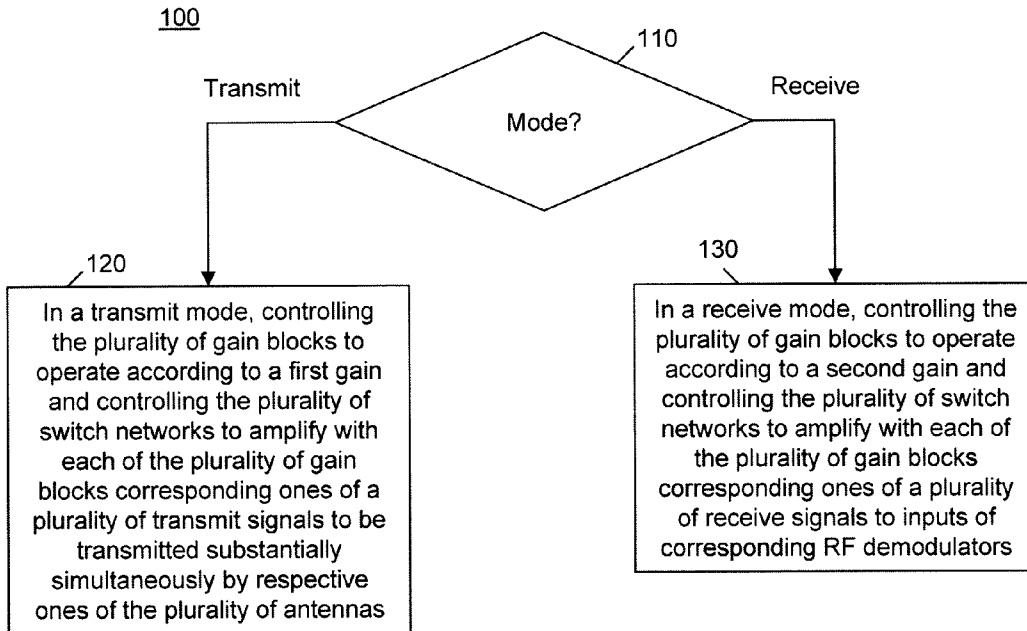 100
110
Transmit
Receive
Mode?
120
In a transmit mode, controlling
the plurality of gain blocks to
operate according to a first gain
and controlling the plurality of
switch networks to amplify with
each of the plurality of gain
blocks corresponding ones of a
plurality of transmit signals to be
transmitted substantially
simultaneously by respective
ones of the plurality of antennas
130
In a receive mode, controlling the
plurality of gain blocks to operate
according to a second gain and
controlling the plurality of switch
networks to amplify with each of
the plurality of gain blocks
corresponding ones of a plurality
of receive signals to inputs of
corresponding RF demodulators